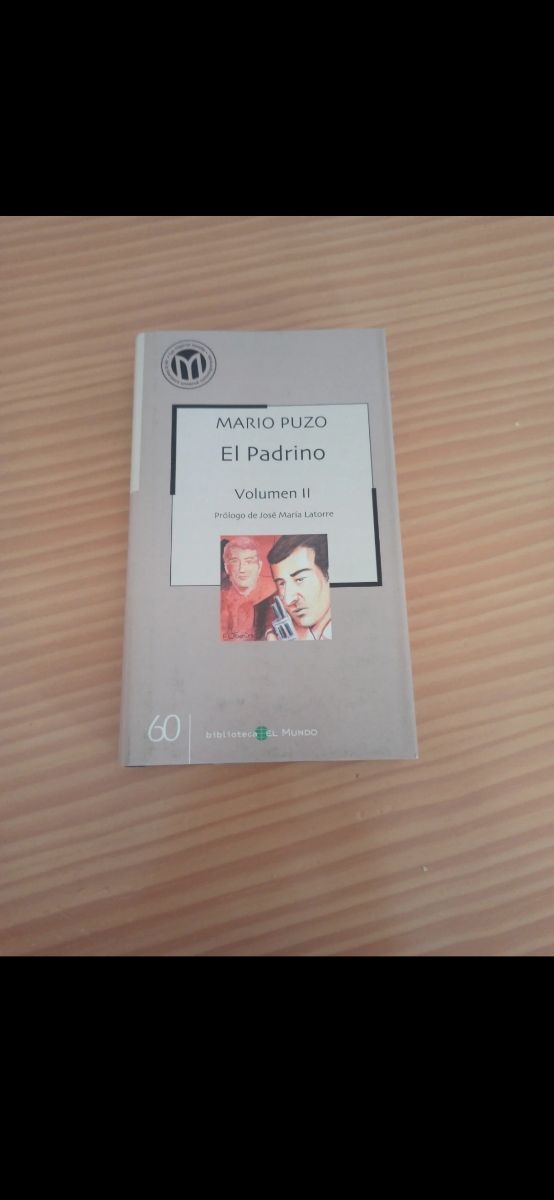 M
MARIO PUZO
El Padrino
Volumen II
Prólogo de José María Latorre
60
biblioteca EL MUNDO